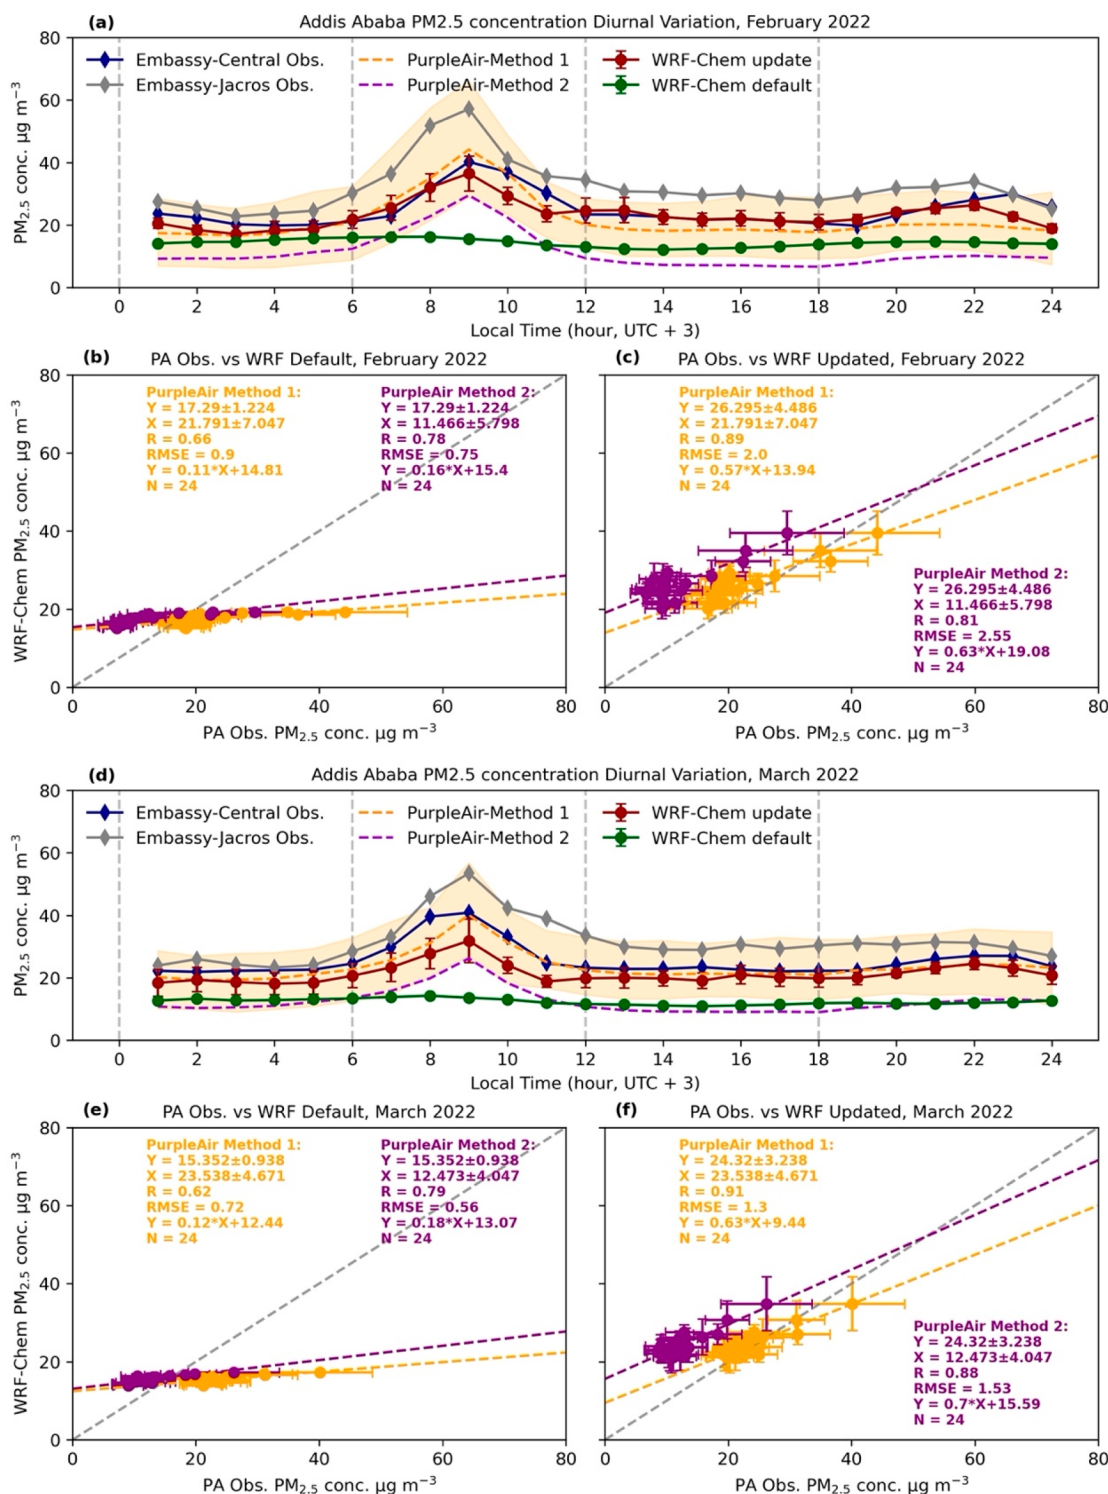 (a) Addis Ababa PM2.5 concentration Diurnal Variation, February 2022
PM2.5 conc. µg m−3
80
60
40
20
0
Embassy-Central Obs.
Embassy-Jacros Obs.
PurpleAir-Method 1
PurpleAir-Method 2
WRF-Chem update
WRF-Chem default
0 2 4 6 8 10 12 14 16 18 20 22 24
Local Time (hour, UTC + 3)
(b) PA Obs. vs WRF Default, February 2022
WRF-Chem PM2.5 conc. µg m−3
80
60
40
20
0
PurpleAir Method 1:
Y = 17.29±1.224
X = 21.791±7.047
R = 0.66
RMSE = 0.9
Y = 0.11*X+14.81
N = 24
PurpleAir Method 2:
Y = 17.29±1.224
X = 11.466±5.798
R = 0.78
RMSE = 0.75
Y = 0.16*X+15.4
N = 24
0 20 40 60 80
PA Obs. PM2.5 conc. µg m−3
(c) PA Obs. vs WRF Updated, February 2022
PurpleAir Method 1:
Y = 26.295±4.486
X = 21.791±7.047
R = 0.89
RMSE = 2.0
Y = 0.57*X+13.94
N = 24
PurpleAir Method 2:
Y = 26.295±4.486
X = 11.466±5.798
R = 0.81
RMSE = 2.55
Y = 0.63*X+19.08
N = 24
0 20 40 60 80
PA Obs. PM2.5 conc. µg m−3
(d) Addis Ababa PM2.5 concentration Diurnal Variation, March 2022
PM2.5 conc. µg m−3
80
60
40
20
0
Embassy-Central Obs.
Embassy-Jacros Obs.
PurpleAir-Method 1
PurpleAir-Method 2
WRF-Chem update
WRF-Chem default
0 2 4 6 8 10 12 14 16 18 20 22 24
Local Time (hour, UTC + 3)
(e) PA Obs. vs WRF Default, March 2022
WRF-Chem PM2.5 conc. µg m−3
80
60
40
20
0
PurpleAir Method 1:
Y = 15.352±0.938
X = 23.538±4.671
R = 0.62
RMSE = 0.72
Y = 0.12*X+12.44
N = 24
PurpleAir Method 2:
Y = 15.352±0.938
X = 12.473±4.047
R = 0.79
RMSE = 0.56
Y = 0.18*X+13.07
N = 24
0 20 40 60 80
PA Obs. PM2.5 conc. µg m−3
(f) PA Obs. vs WRF Updated, March 2022
PurpleAir Method 1:
Y = 24.32±3.238
X = 23.538±4.671
R = 0.91
RMSE = 1.3
Y = 0.63*X+9.44
N = 24
PurpleAir Method 2:
Y = 24.32±3.238
X = 12.473±4.047
R = 0.88
RMSE = 1.53
Y = 0.7*X+15.59
N = 24
0 20 40 60 80
PA Obs. PM2.5 conc. µg m−3